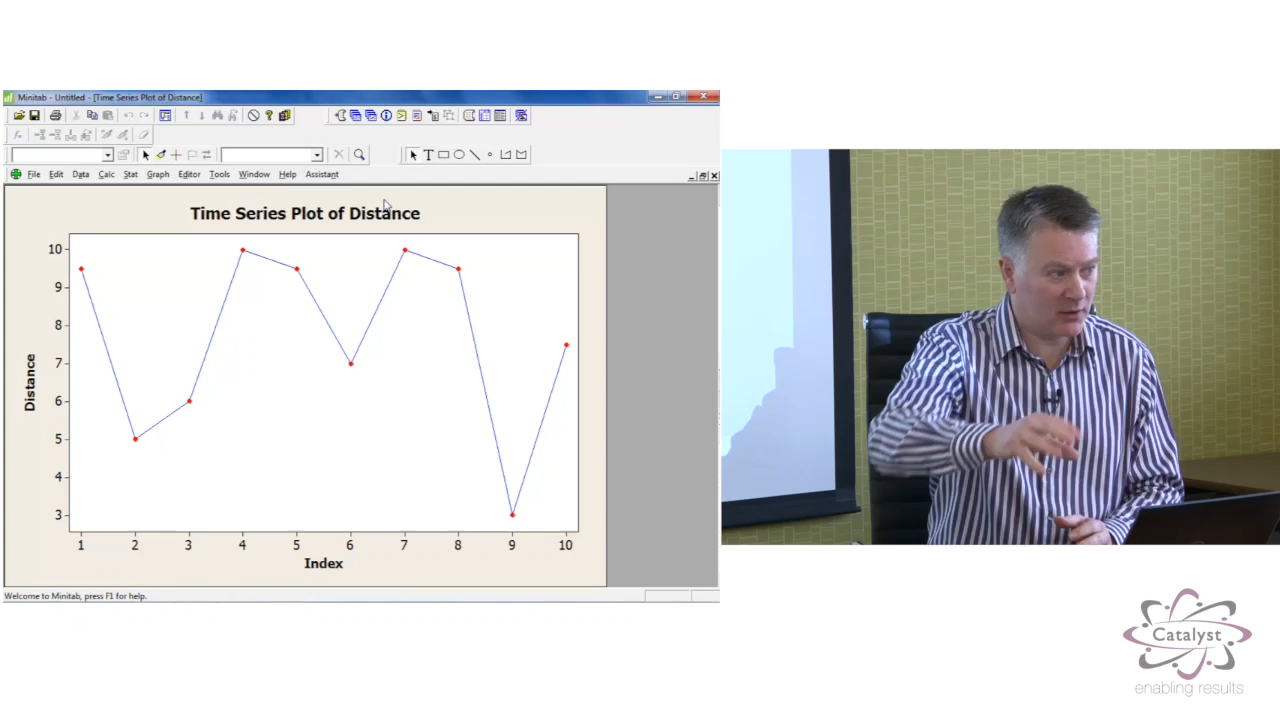 Minitab - Untitled - [Time Series Plot of Distance]
File Edit Data Calc Stat Graph Editor Tools Window Help Assistant
Time Series Plot of Distance
10
9
8
7
6
5
4
3
Distance
1 2 3 4 5 6 7 8 9 10
Index
Welcome to Minitab, press F1 for help.
Catalyst
enabling results